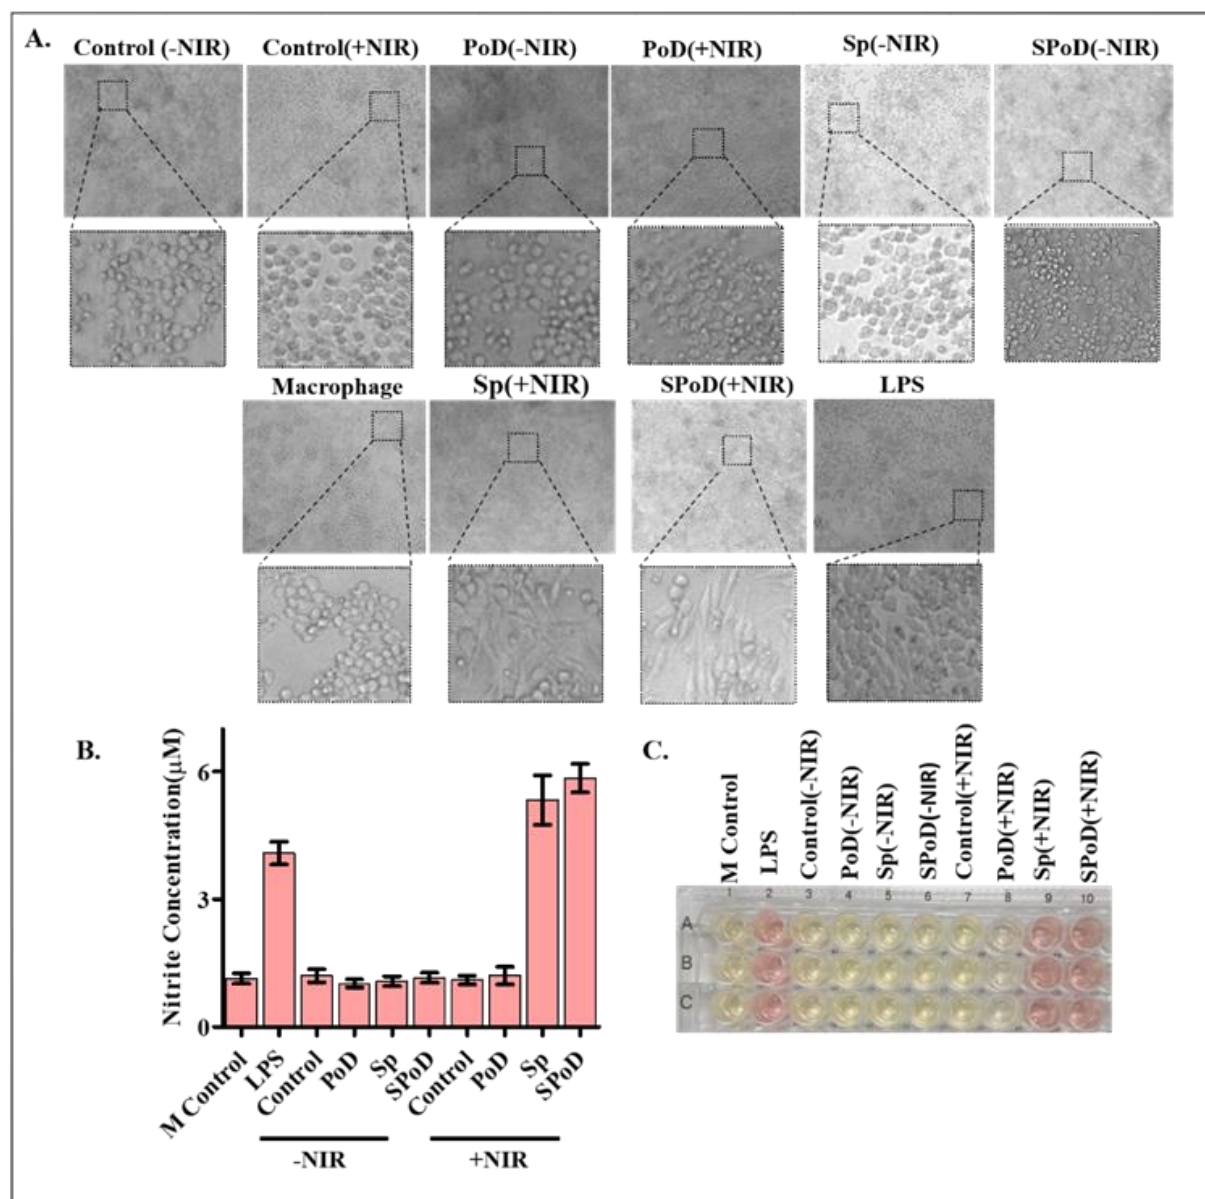 A.
Control (-NIR)
Control(+NIR)
PoD(-NIR)
PoD(+NIR)
Sp(-NIR)
SPoD(-NIR)
Macrophage
Sp(+NIR)
SPoD(+NIR)
LPS
B.
Nitrite Concentration(μM)
6
3
0
M Control
LPS
Control
PoD
Sp
SPoD
Control
PoD
Sp
SPoD
-NIR
+NIR
C.
M Control
LPS
Control(-NIR)
PoD(-NIR)
Sp(-NIR)
SPoD(-NIR)
Control(+NIR)
PoD(+NIR)
Sp(+NIR)
SPoD(+NIR)
1 2 3 4 5 6 7 8 9 10
A
B
C